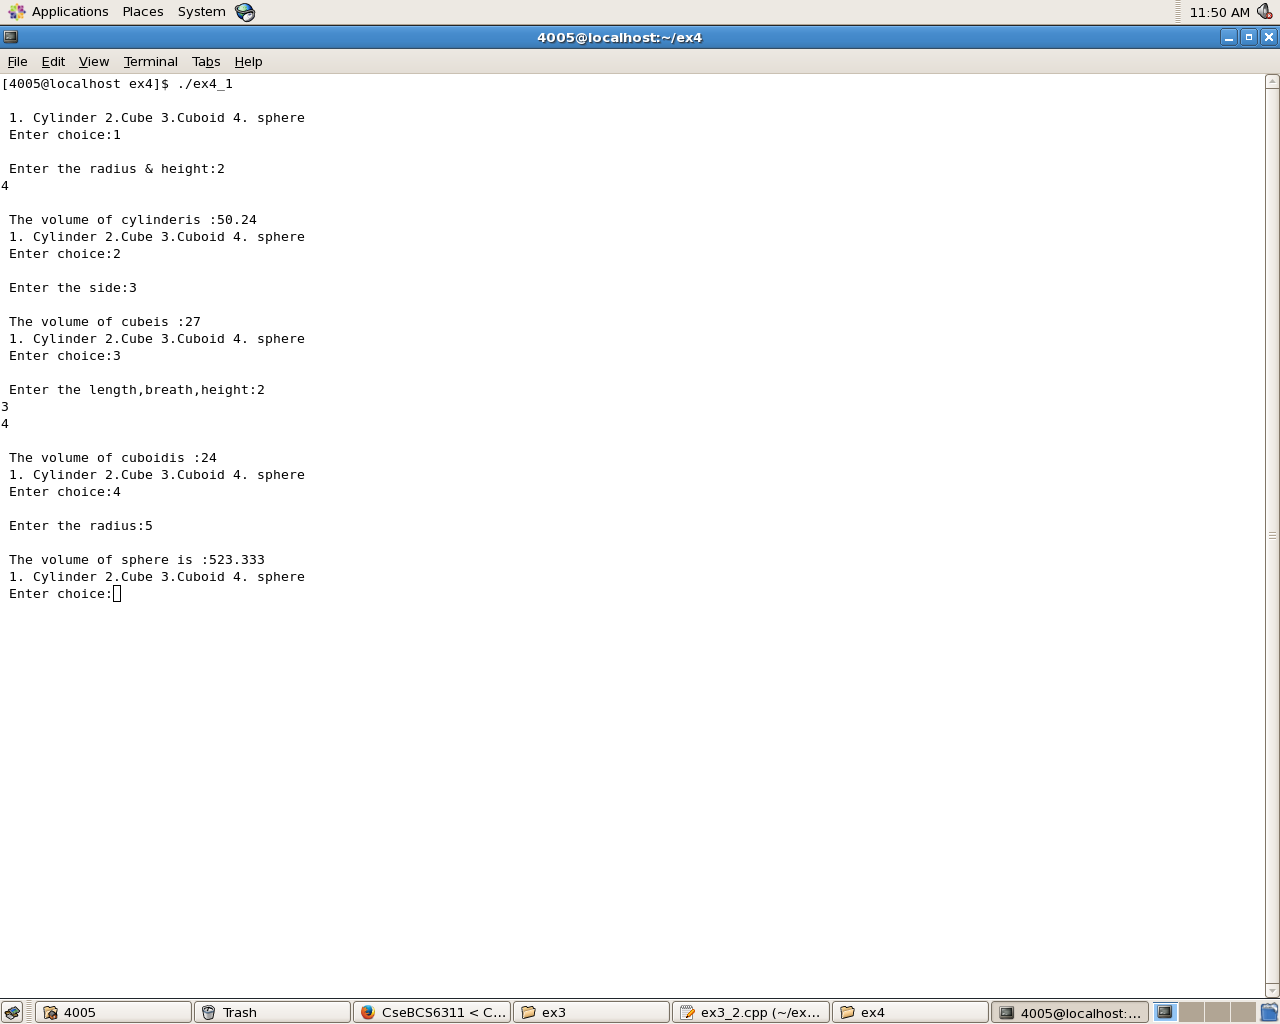 Applications Places System 11:50 AM
4005@localhost:~/ex4
File Edit View Terminal Tabs Help
[4005@localhost ex4]$ ./ex4_1
1. Cylinder 2.Cube 3.Cuboid 4. sphere
Enter choice:1
Enter the radius & height:2
4
The volume of cylinderis :50.24
1. Cylinder 2.Cube 3.Cuboid 4. sphere
Enter choice:2
Enter the side:3
The volume of cubeis :27
1. Cylinder 2.Cube 3.Cuboid 4. sphere
Enter choice:3
Enter the length,breath,height:2
3
4
The volume of cuboidis :24
1. Cylinder 2.Cube 3.Cuboid 4. sphere
Enter choice:4
Enter the radius:5
The volume of sphere is :523.333
1. Cylinder 2.Cube 3.Cuboid 4. sphere
Enter choice:
4005 Trash CseBCS6311 < C... ex3 ex3_2.cpp (~/ex... ex4 4005@localhost:...